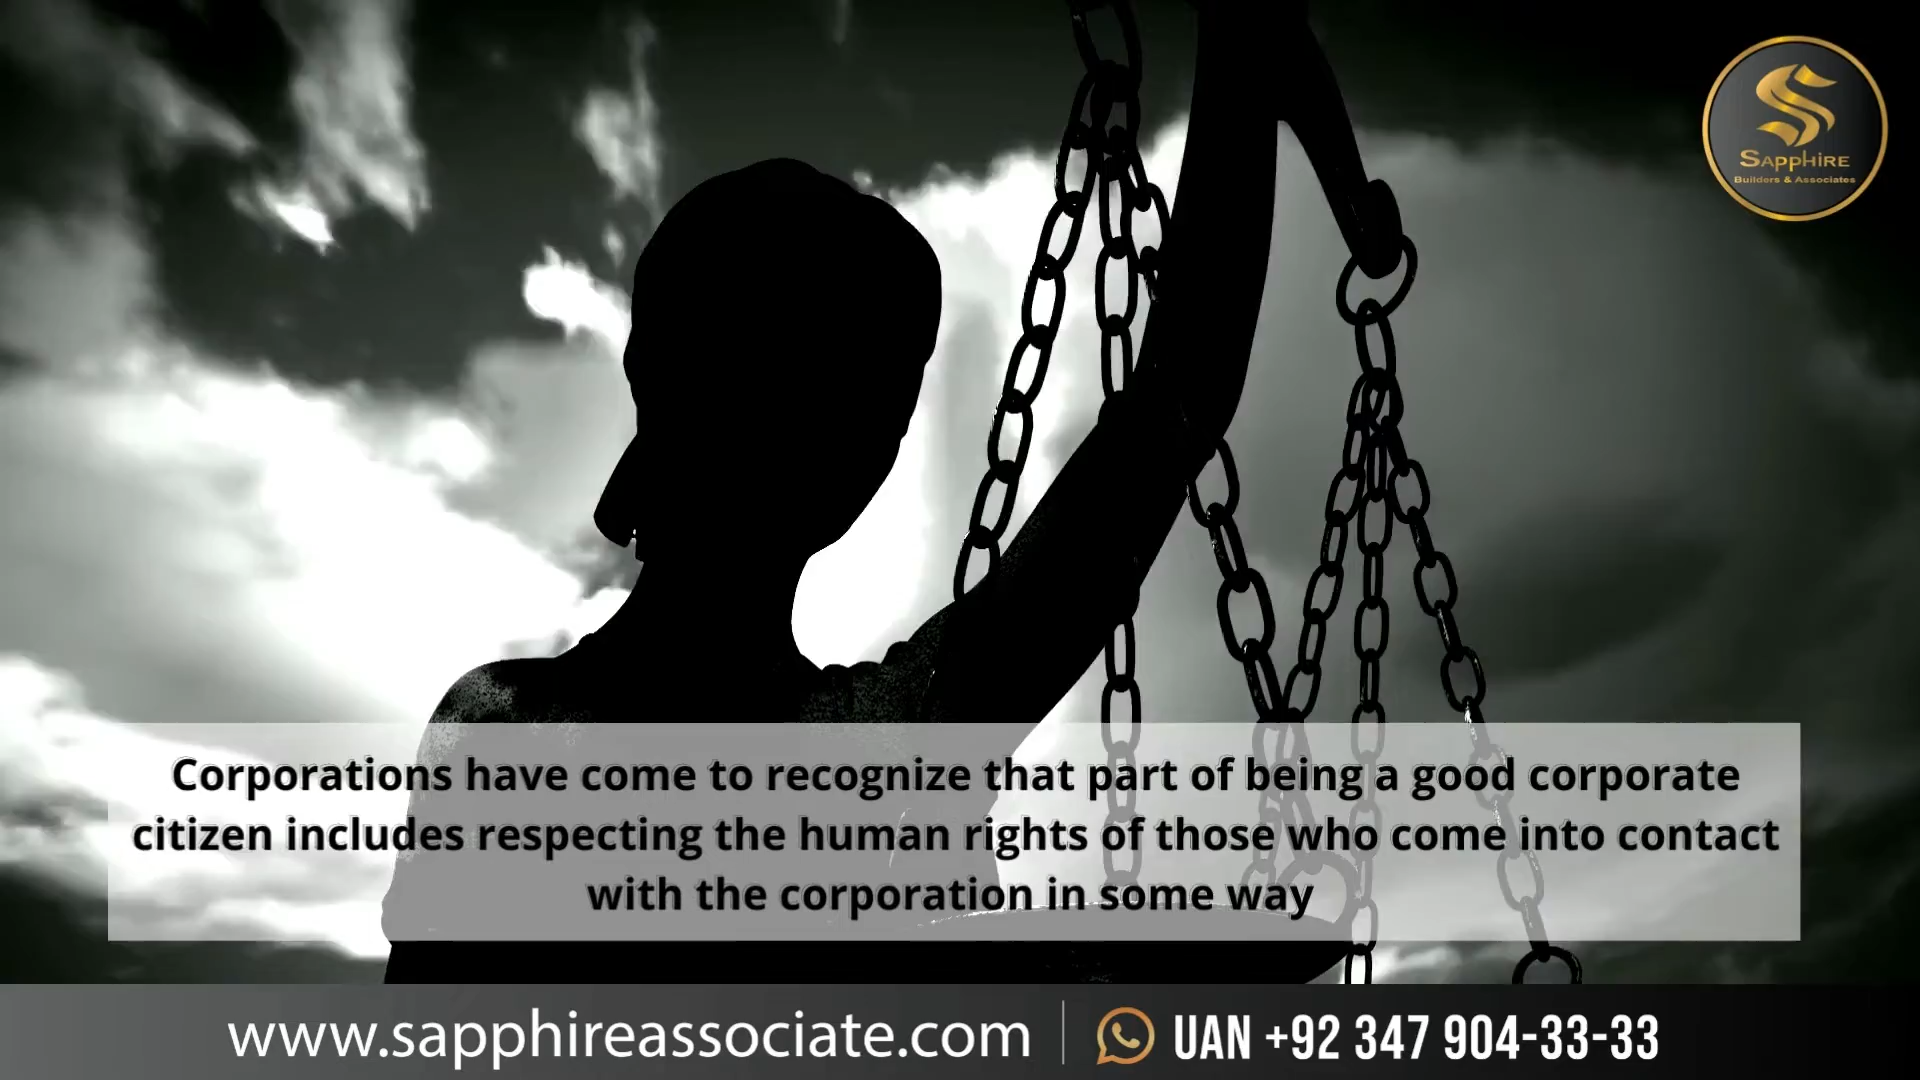 SAPPHIRE
Builders & Associates
Corporations have come to recognize that part of being a good corporate
citizen includes respecting the human rights of those who come into contact
with the corporation in some way
www.sapphireassociate.com
UAN +92 347 904-33-33